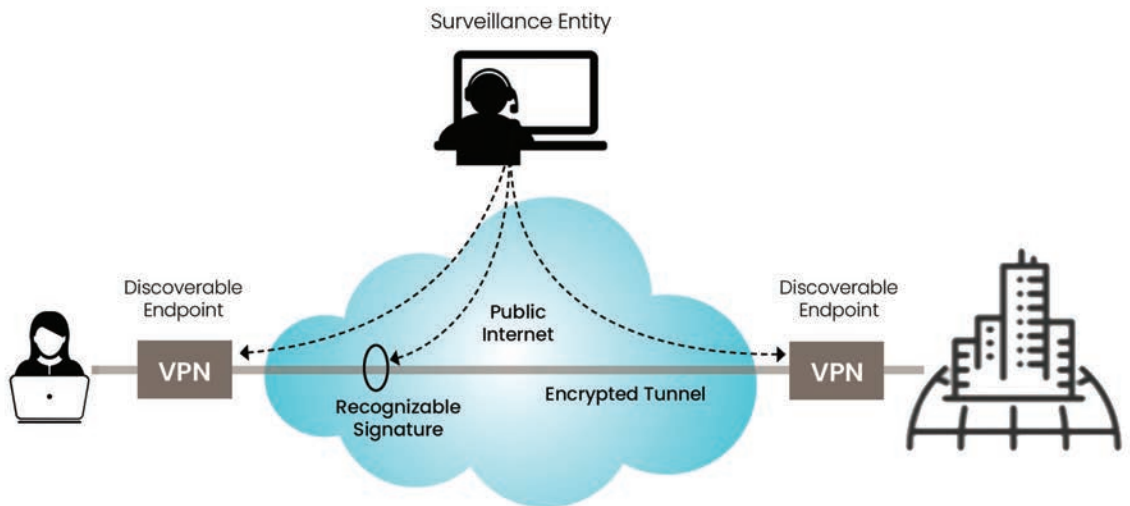 Surveillance Entity
Discoverable
Endpoint
Discoverable
Endpoint
Public
Internet
VPN
VPN
Encrypted Tunnel
Recognizable
Signature